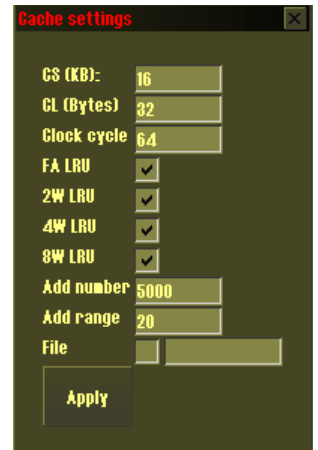 Cache settings
CS (KB):
16
CL (Bytes)
32
Clock cycle
64
FA LRU
2W LRU
4W LRU
8W LRU
Add number
5000
Add range
20
File
Apply